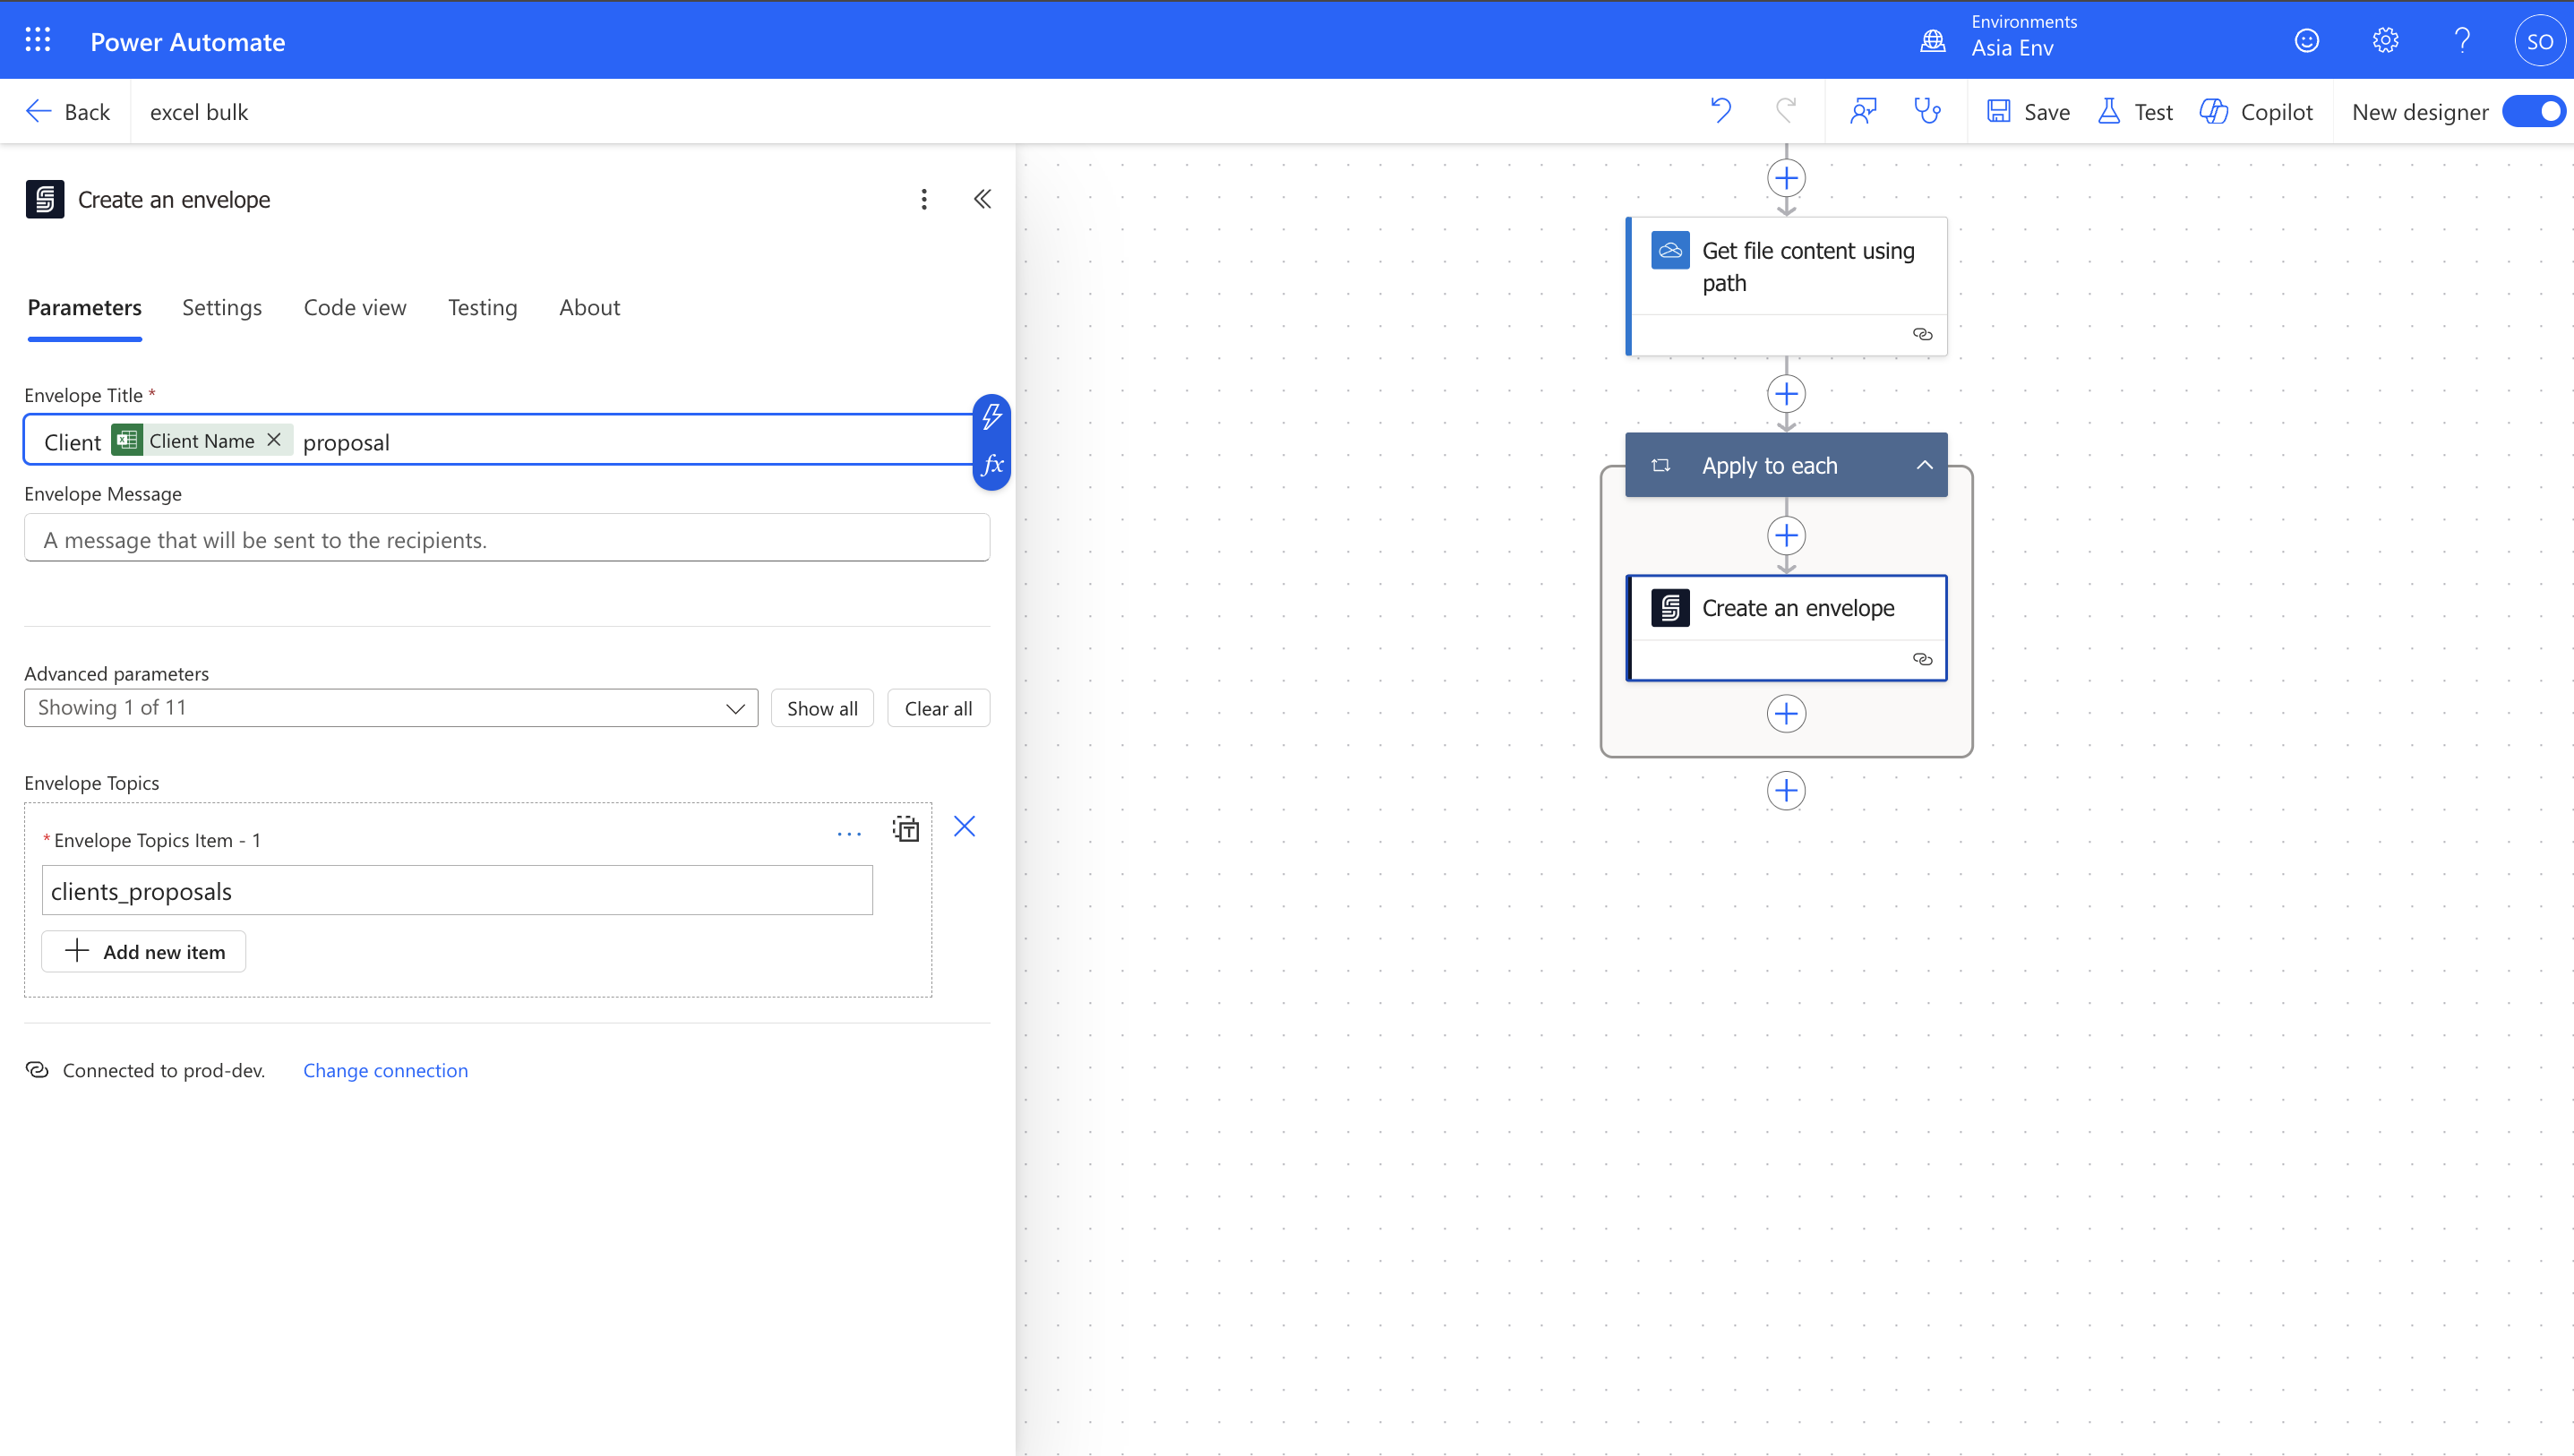 Power Automate
Environments
Asia Env
SO
Back
excel bulk
Save
Test
Copilot
New designer
Create an envelope
Parameters
Settings
Code view
Testing
About
Envelope Title *
Client Client Name proposal
fx
Envelope Message
A message that will be sent to the recipients.
Advanced parameters
Showing 1 of 11
Show all
Clear all
Envelope Topics
* Envelope Topics Item - 1
clients_proposals
Add new item
Connected to prod-dev.
Change connection
Get file content using
path
Apply to each
Create an envelope